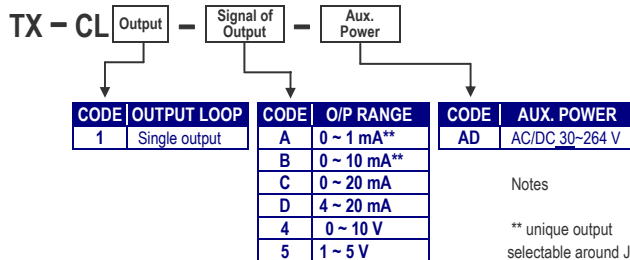 TX – CL Output – Signal of Output – Aux. Power
CODE OUTPUT LOOP
1 Single output
CODE O/P RANGE
A 0 ~ 1 mA**
B 0 ~ 10 mA**
C 0 ~ 20 mA
D 4 ~ 20 mA
4 0 ~ 10 V
5 1 ~ 5 V
CODE AUX. POWER
AD AC/DC 30~264 V
Notes
** unique output
selectable around J